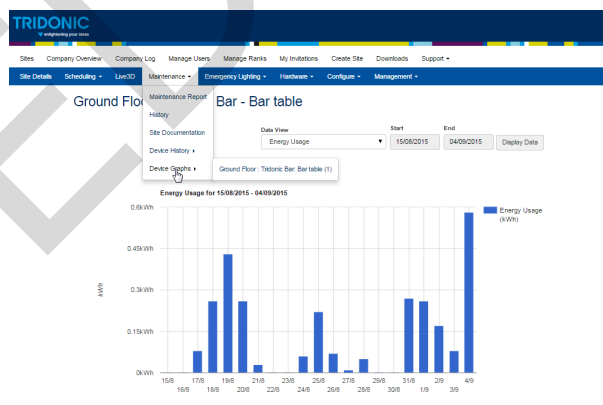 TRIDONIC
enlightening your ideas
Sites Company Overview Company Log Manage Users Manage Ranks My Invitations Create Site Downloads Support
Site Details Scheduling Live3D Maintenance Emergency Lighting Hardware Configure Management
Ground Floo Bar - Bar table
Maintenance Report
History
Site Documentation
Device History
Device Graphs
Ground Floor : Tridonic Bar: Bar table (1)
Data View Start End
Energy Usage 15/08/2015 04/09/2015 Display Data
Energy Usage for 15/08/2015 - 04/09/2015
Energy Usage
(kWh)
0.6kWh
0.45kWh
0.3kWh
0.15kWh
0kWh
kWh
15/8 17/8 19/8 21/8 23/8 25/8 27/8 29/8 31/8 2/9 4/9
16/8 18/8 20/8 22/8 24/8 26/8 28/8 30/8 1/9 3/9